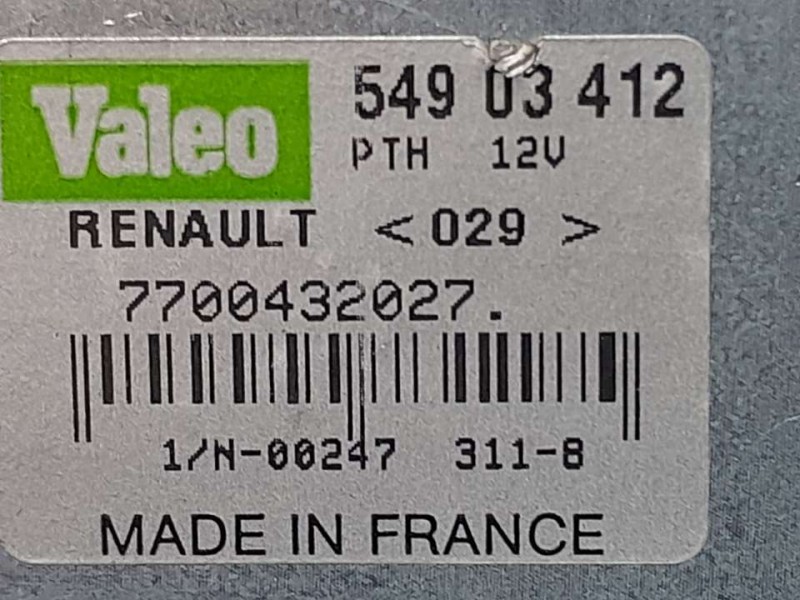 Valeo 549 03 412
PTH 12V
RENAULT <029 >
7700432027.
1/N-00247 311-8
MADE IN FRANCE